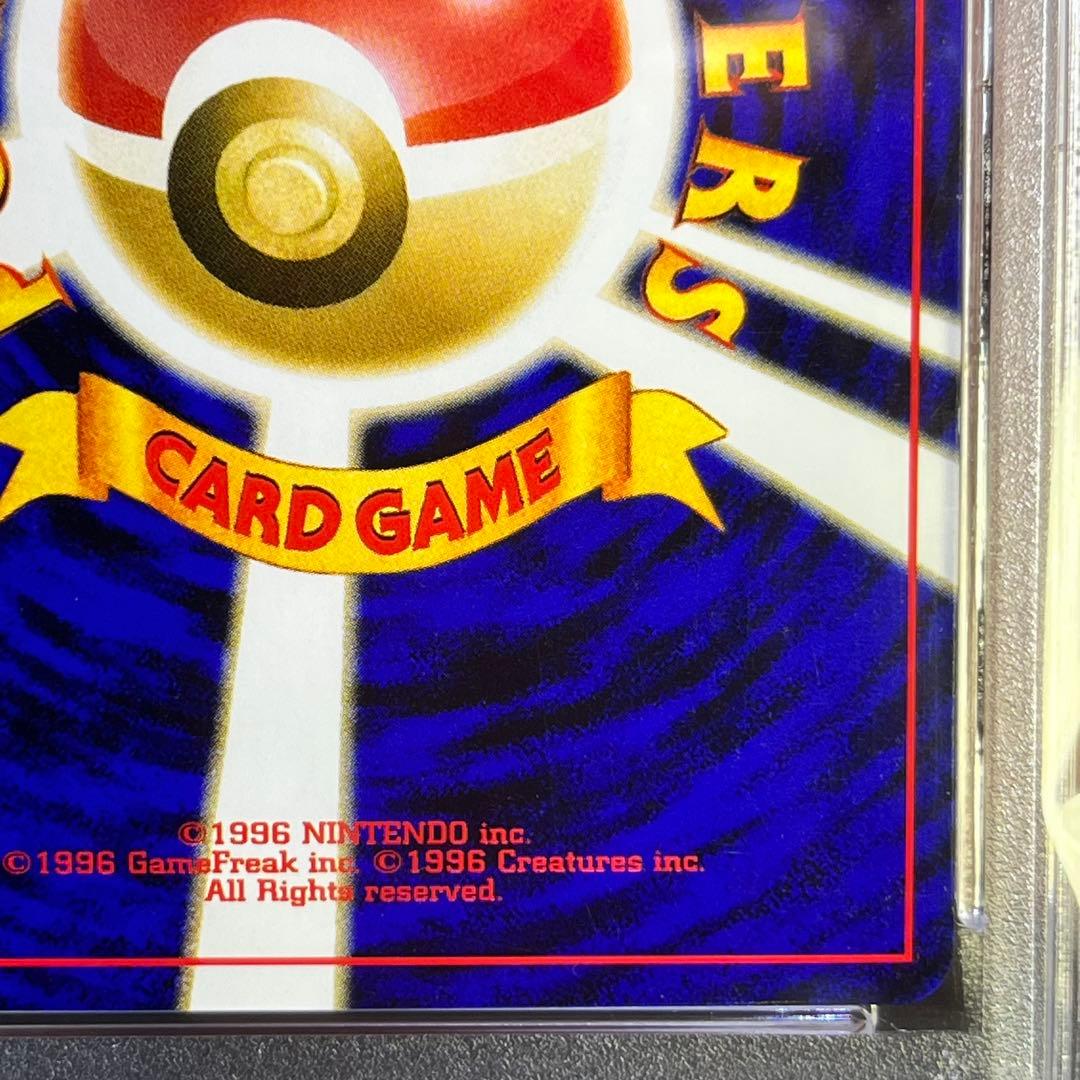 ERS
CARD GAME
©1996 NINTENDO inc.
©1996 GameFreak inc. ©1996 Creatures inc.
All Rights reserved.